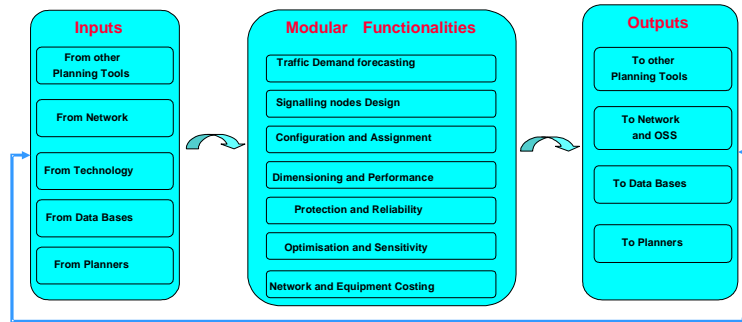 Inputs
From other
Planning Tools
From Network
From Technology
From Data Bases
From Planners
Modular Functionalities
Traffic Demand forecasting
Signalling nodes Design
Configuration and Assignment
Dimensioning and Performance
Protection and Reliability
Optimisation and Sensitivity
Network and Equipment Costing
Outputs
To other
Planning Tools
To Network
and OSS
To Data Bases
To Planners